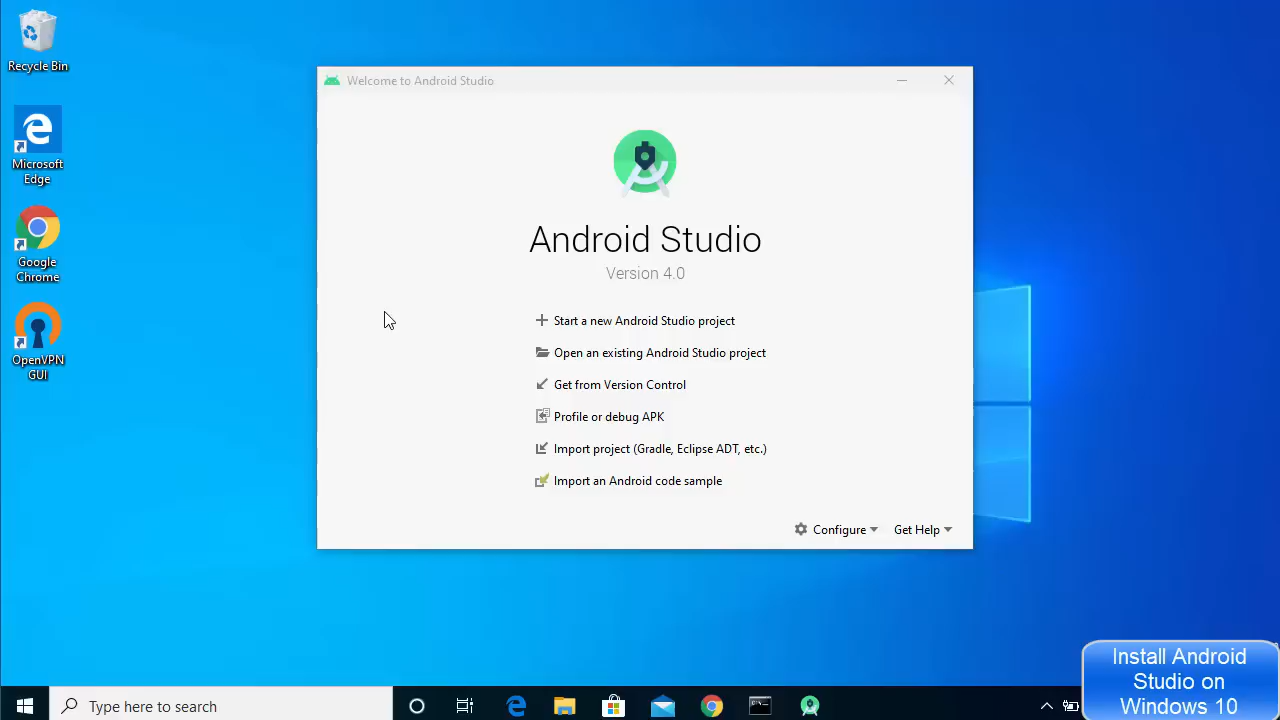 Recycle Bin
Microsoft
Edge
Google
Chrome
OpenVPN
GUI
Welcome to Android Studio
Android Studio
Version 4.0
Start a new Android Studio project
Open an existing Android Studio project
Get from Version Control
Profile or debug APK
Import project (Gradle, Eclipse ADT, etc.)
Import an Android code sample
Configure
Get Help
Type here to search
Install Android
Studio on
Windows 10